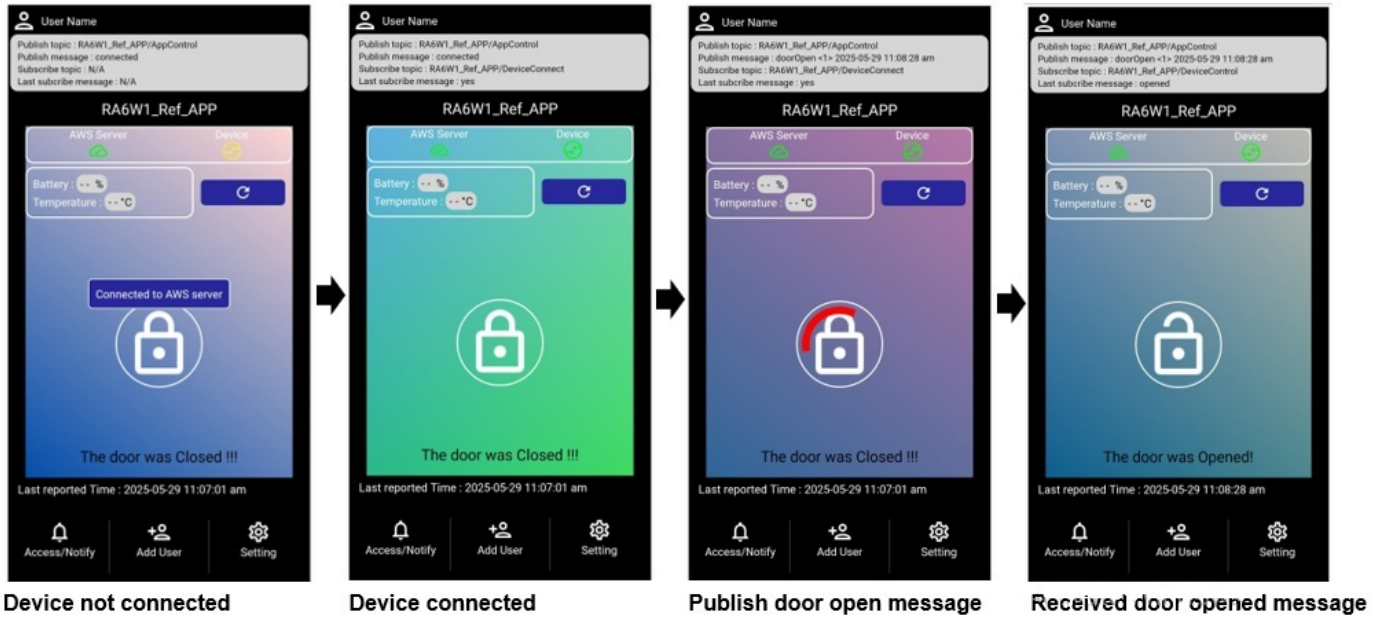 User Name
Publish topic : RA6W1_Ref_APP/AppControl
Publish message : connected
Subscribe topic : N/A
Last subcribe message : N/A
RA6W1_Ref_APP
AWS Server Device
Battery : -- %
Temperature : --°C
Connected to AWS server
The door was Closed !!!
Last reported Time : 2025-05-29 11:07:01 am
Access/Notify Add User Setting
Device not connected
User Name
Publish topic : RA6W1_Ref_APP/AppControl
Publish message : connected
Subscribe topic : RA6W1_Ref_APP/DeviceConnect
Last subcribe message : yes
RA6W1_Ref_APP
AWS Server Device
Battery : -- %
Temperature : --°C
The door was Closed !!!
Last reported Time : 2025-05-29 11:07:01 am
Access/Notify Add User Setting
Device connected
User Name
Publish topic : RA6W1_Ref_APP/AppControl
Publish message : doorOpen <1> 2025-05-29 11:08:28 am
Subscribe topic : RA6W1_Ref_APP/DeviceConnect
Last subcribe message : yes
RA6W1_Ref_APP
AWS Server Device
Battery : -- %
Temperature : --°C
The door was Closed !!!
Last reported Time : 2025-05-29 11:07:01 am
Access/Notify Add User Setting
Publish door open message
User Name
Publish topic : RA6W1_Ref_APP/AppControl
Publish message : doorOpen <1> 2025-05-29 11:08:28 am
Subscribe topic : RA6W1_Ref_APP/DeviceControl
Last subcribe message : opened
RA6W1_Ref_APP
AWS Server Device
Battery : -- %
Temperature : --°C
The door was Opened!
Last reported Time : 2025-05-29 11:08:28 am
Access/Notify Add User Setting
Received door opened message